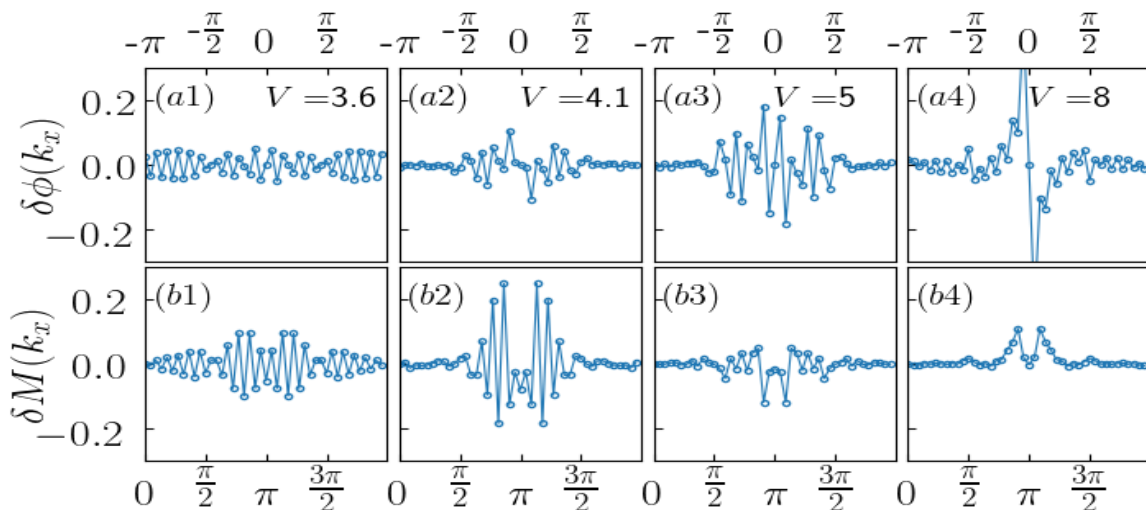 -π -π/2 0 π/2 -π -π/2 0 π/2 -π -π/2 0 π/2 -π -π/2 0 π/2
δϕ(k_x)
0.2
0.0
−0.2
(a1) V =3.6
(a2) V =4.1
(a3) V =5
(a4) V =8
δM(k_x)
0.2
0.0
−0.2
(b1)
(b2)
(b3)
(b4)
0 π/2 π 3π/2 0 π/2 π 3π/2 0 π/2 π 3π/2 0 π/2 π 3π/2